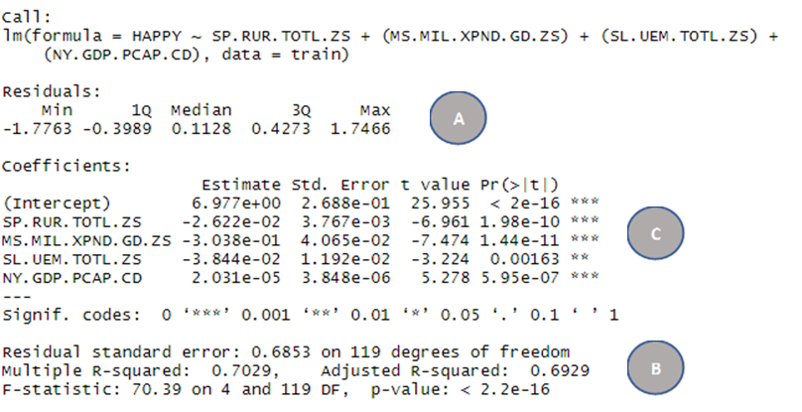 Call:
lm(formula = HAPPY ~ SP.RUR.TOTL.ZS + (MS.MIL.XPND.GD.ZS) + (SL.UEM.TOTL.ZS) +
(NY.GDP.PCAP.CD), data = train)
Residuals:
Min 1Q Median 3Q Max
-1.7763 -0.3989 0.1128 0.4273 1.7466
A
Coefficients:
Estimate Std. Error t value Pr(>|t|)
(Intercept) 6.977e+00 2.688e-01 25.955 < 2e-16 ***
SP.RUR.TOTL.ZS -2.622e-02 3.767e-03 -6.961 1.98e-10 ***
MS.MIL.XPND.GD.ZS -3.038e-01 4.065e-02 -7.474 1.44e-11 ***
SL.UEM.TOTL.ZS -3.844e-02 1.192e-02 -3.224 0.00163 **
NY.GDP.PCAP.CD 2.031e-05 3.848e-06 5.278 5.95e-07 ***
C
---
Signif. codes: 0 ‘***’ 0.001 ‘**’ 0.01 ‘*’ 0.05 ‘.’ 0.1 ‘ ’ 1
Residual standard error: 0.6853 on 119 degrees of freedom
Multiple R-squared: 0.7029, Adjusted R-squared: 0.6929
F-statistic: 70.39 on 4 and 119 DF, p-value: < 2.2e-16
B